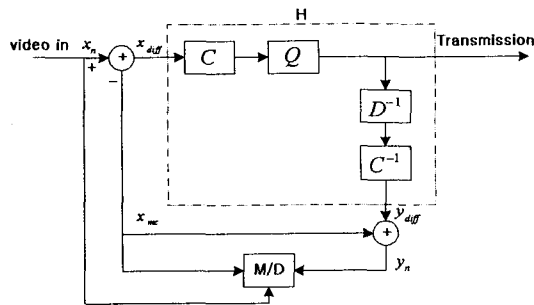 H
video in x_n + x_diff C Q Transmission
+
−
D⁻¹
C⁻¹
y_diff
x_mc +
M/D y_n